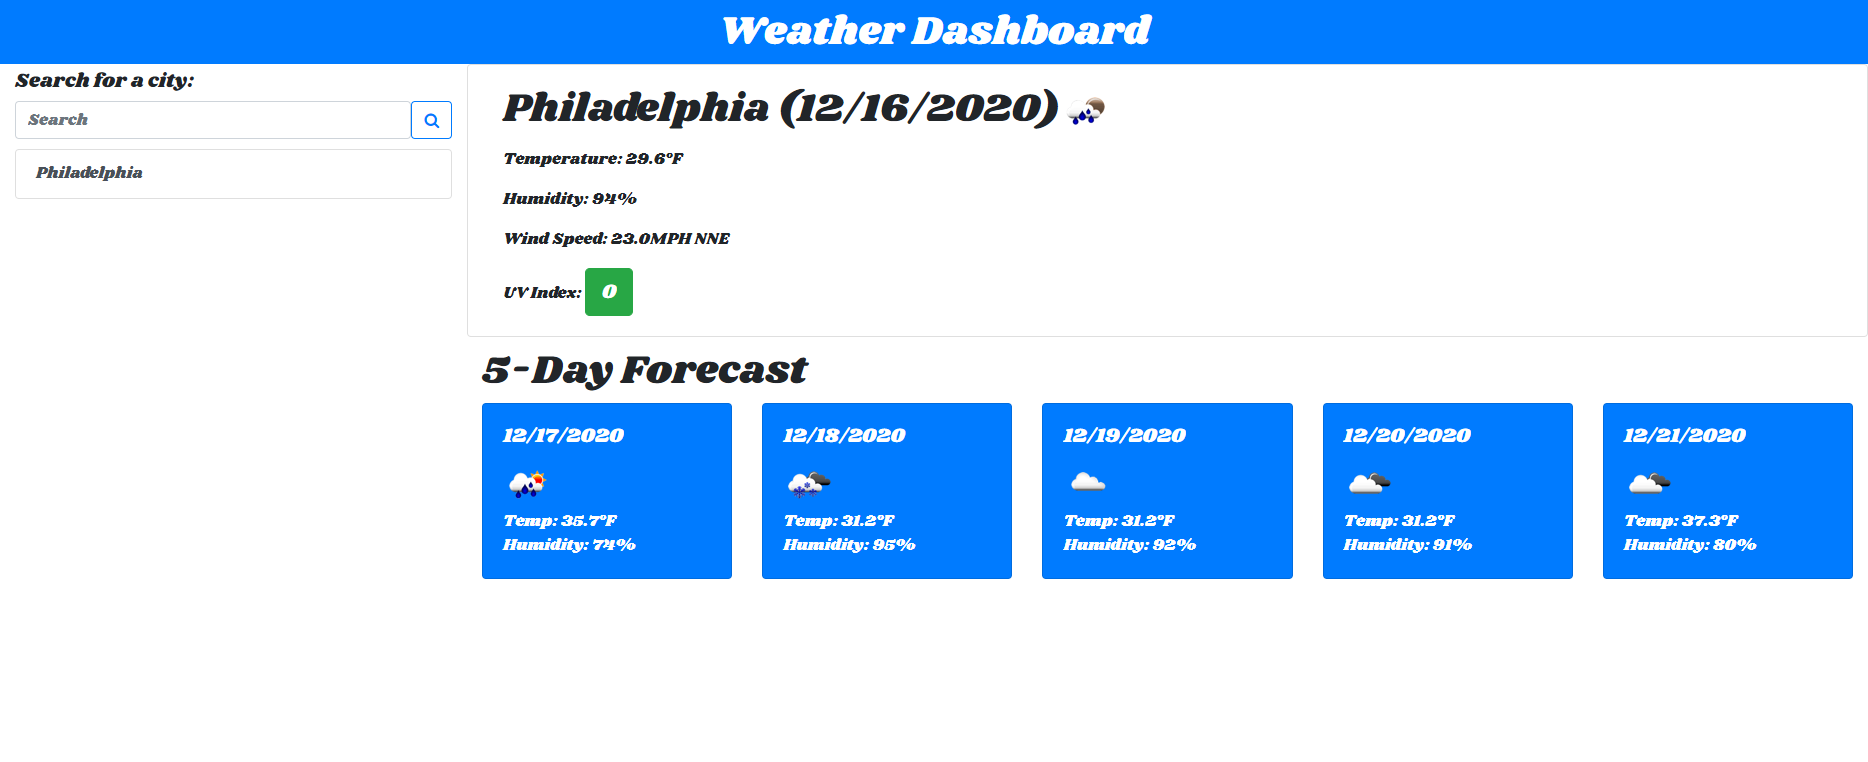 Weather Dashboard
Search for a city:
Search
Philadelphia
Philadelphia (12/16/2020)
Temperature: 29.6°F
Humidity: 94%
Wind Speed: 23.0MPH NNE
UV Index: 0
5-Day Forecast
12/17/2020
Temp: 35.7°F
Humidity: 74%
12/18/2020
Temp: 31.2°F
Humidity: 95%
12/19/2020
Temp: 31.2°F
Humidity: 92%
12/20/2020
Temp: 31.2°F
Humidity: 91%
12/21/2020
Temp: 37.3°F
Humidity: 80%